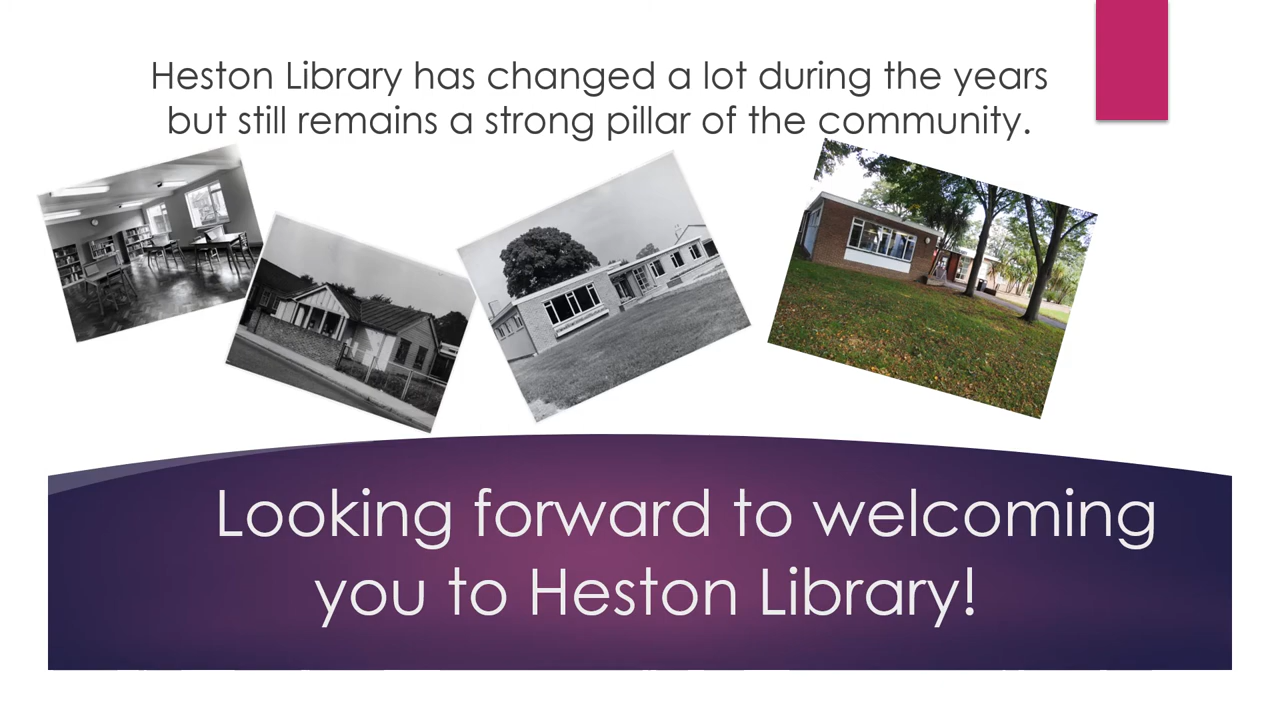 Heston Library has changed a lot during the years
but still remains a strong pillar of the community.
Looking forward to welcoming
you to Heston Library!